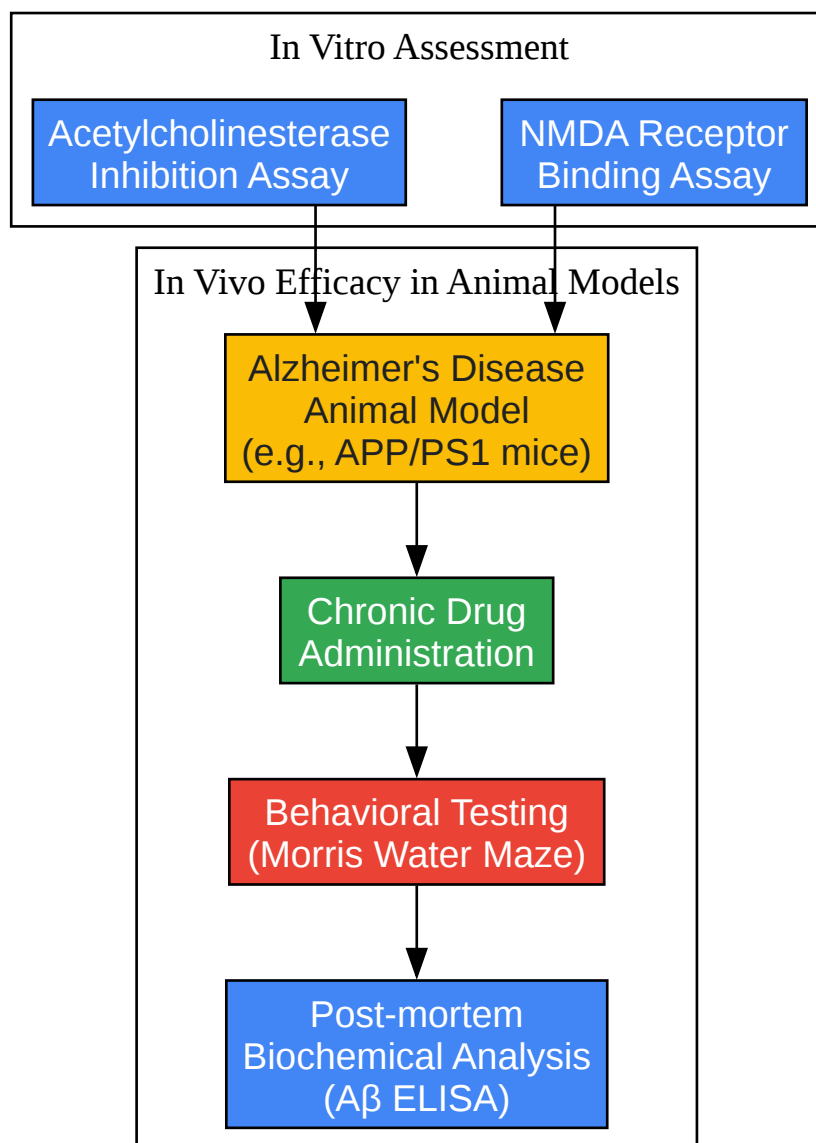 In Vitro Assessment
Acetylcholinesterase
Inhibition Assay
NMDA Receptor
Binding Assay
In Vivo Efficacy in Animal Models
Alzheimer's Disease
Animal Model
(e.g., APP/PS1 mice)
Chronic Drug
Administration
Behavioral Testing
(Morris Water Maze)
Post-mortem
Biochemical Analysis
(Aβ ELISA)